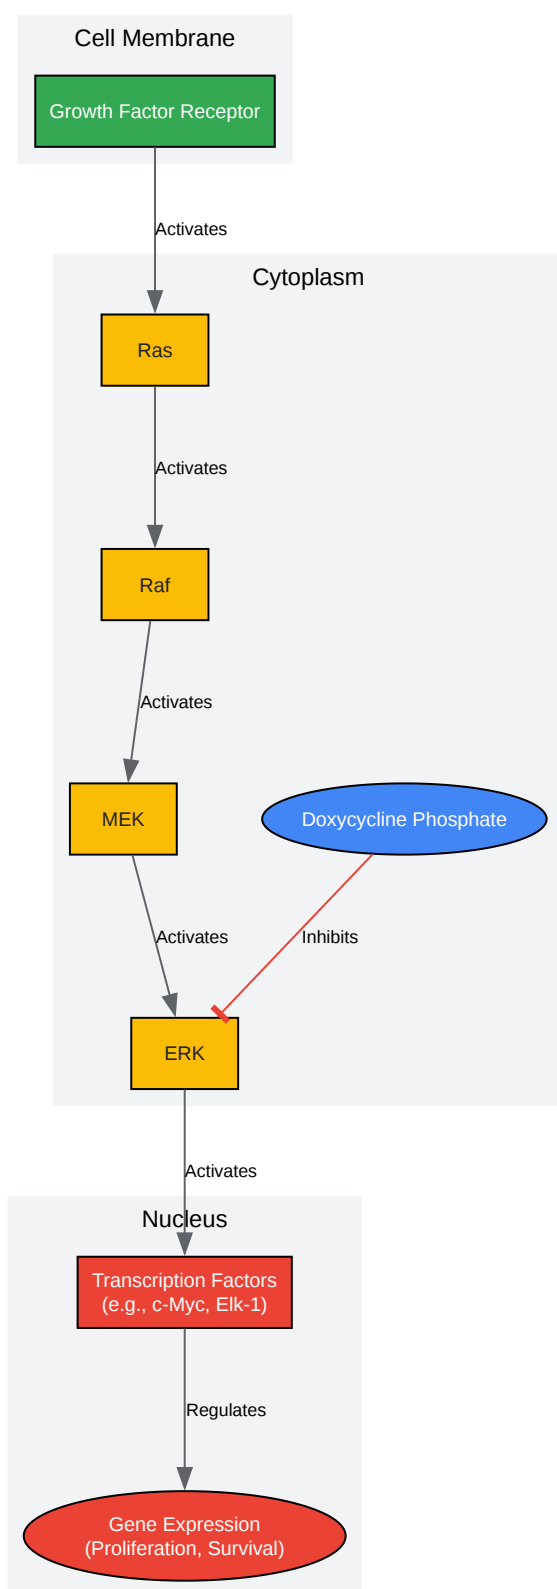 Cell Membrane
Growth Factor Receptor
Activates
Cytoplasm
Ras
Activates
Raf
Activates
MEK
Doxycycline Phosphate
Activates
Inhibits
ERK
Activates
Nucleus
Transcription Factors
(e.g., c-Myc, Elk-1)
Regulates
Gene Expression
(Proliferation, Survival)